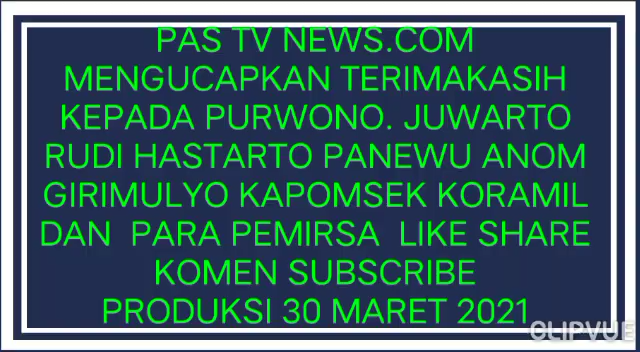 PAS TV NEWS.COM
MENGUCAPKAN TERIMAKASIH
KEPADA PURWONO. JUWARTO
RUDI HASTARTO PANEWU ANOM
GIRIMULYO KAPOMSEK KORAMIL
DAN PARA PEMIRSA LIKE SHARE
KOMEN SUBSCRIBE
PRODUKSI 30 MARET 2021
CLIPVUE